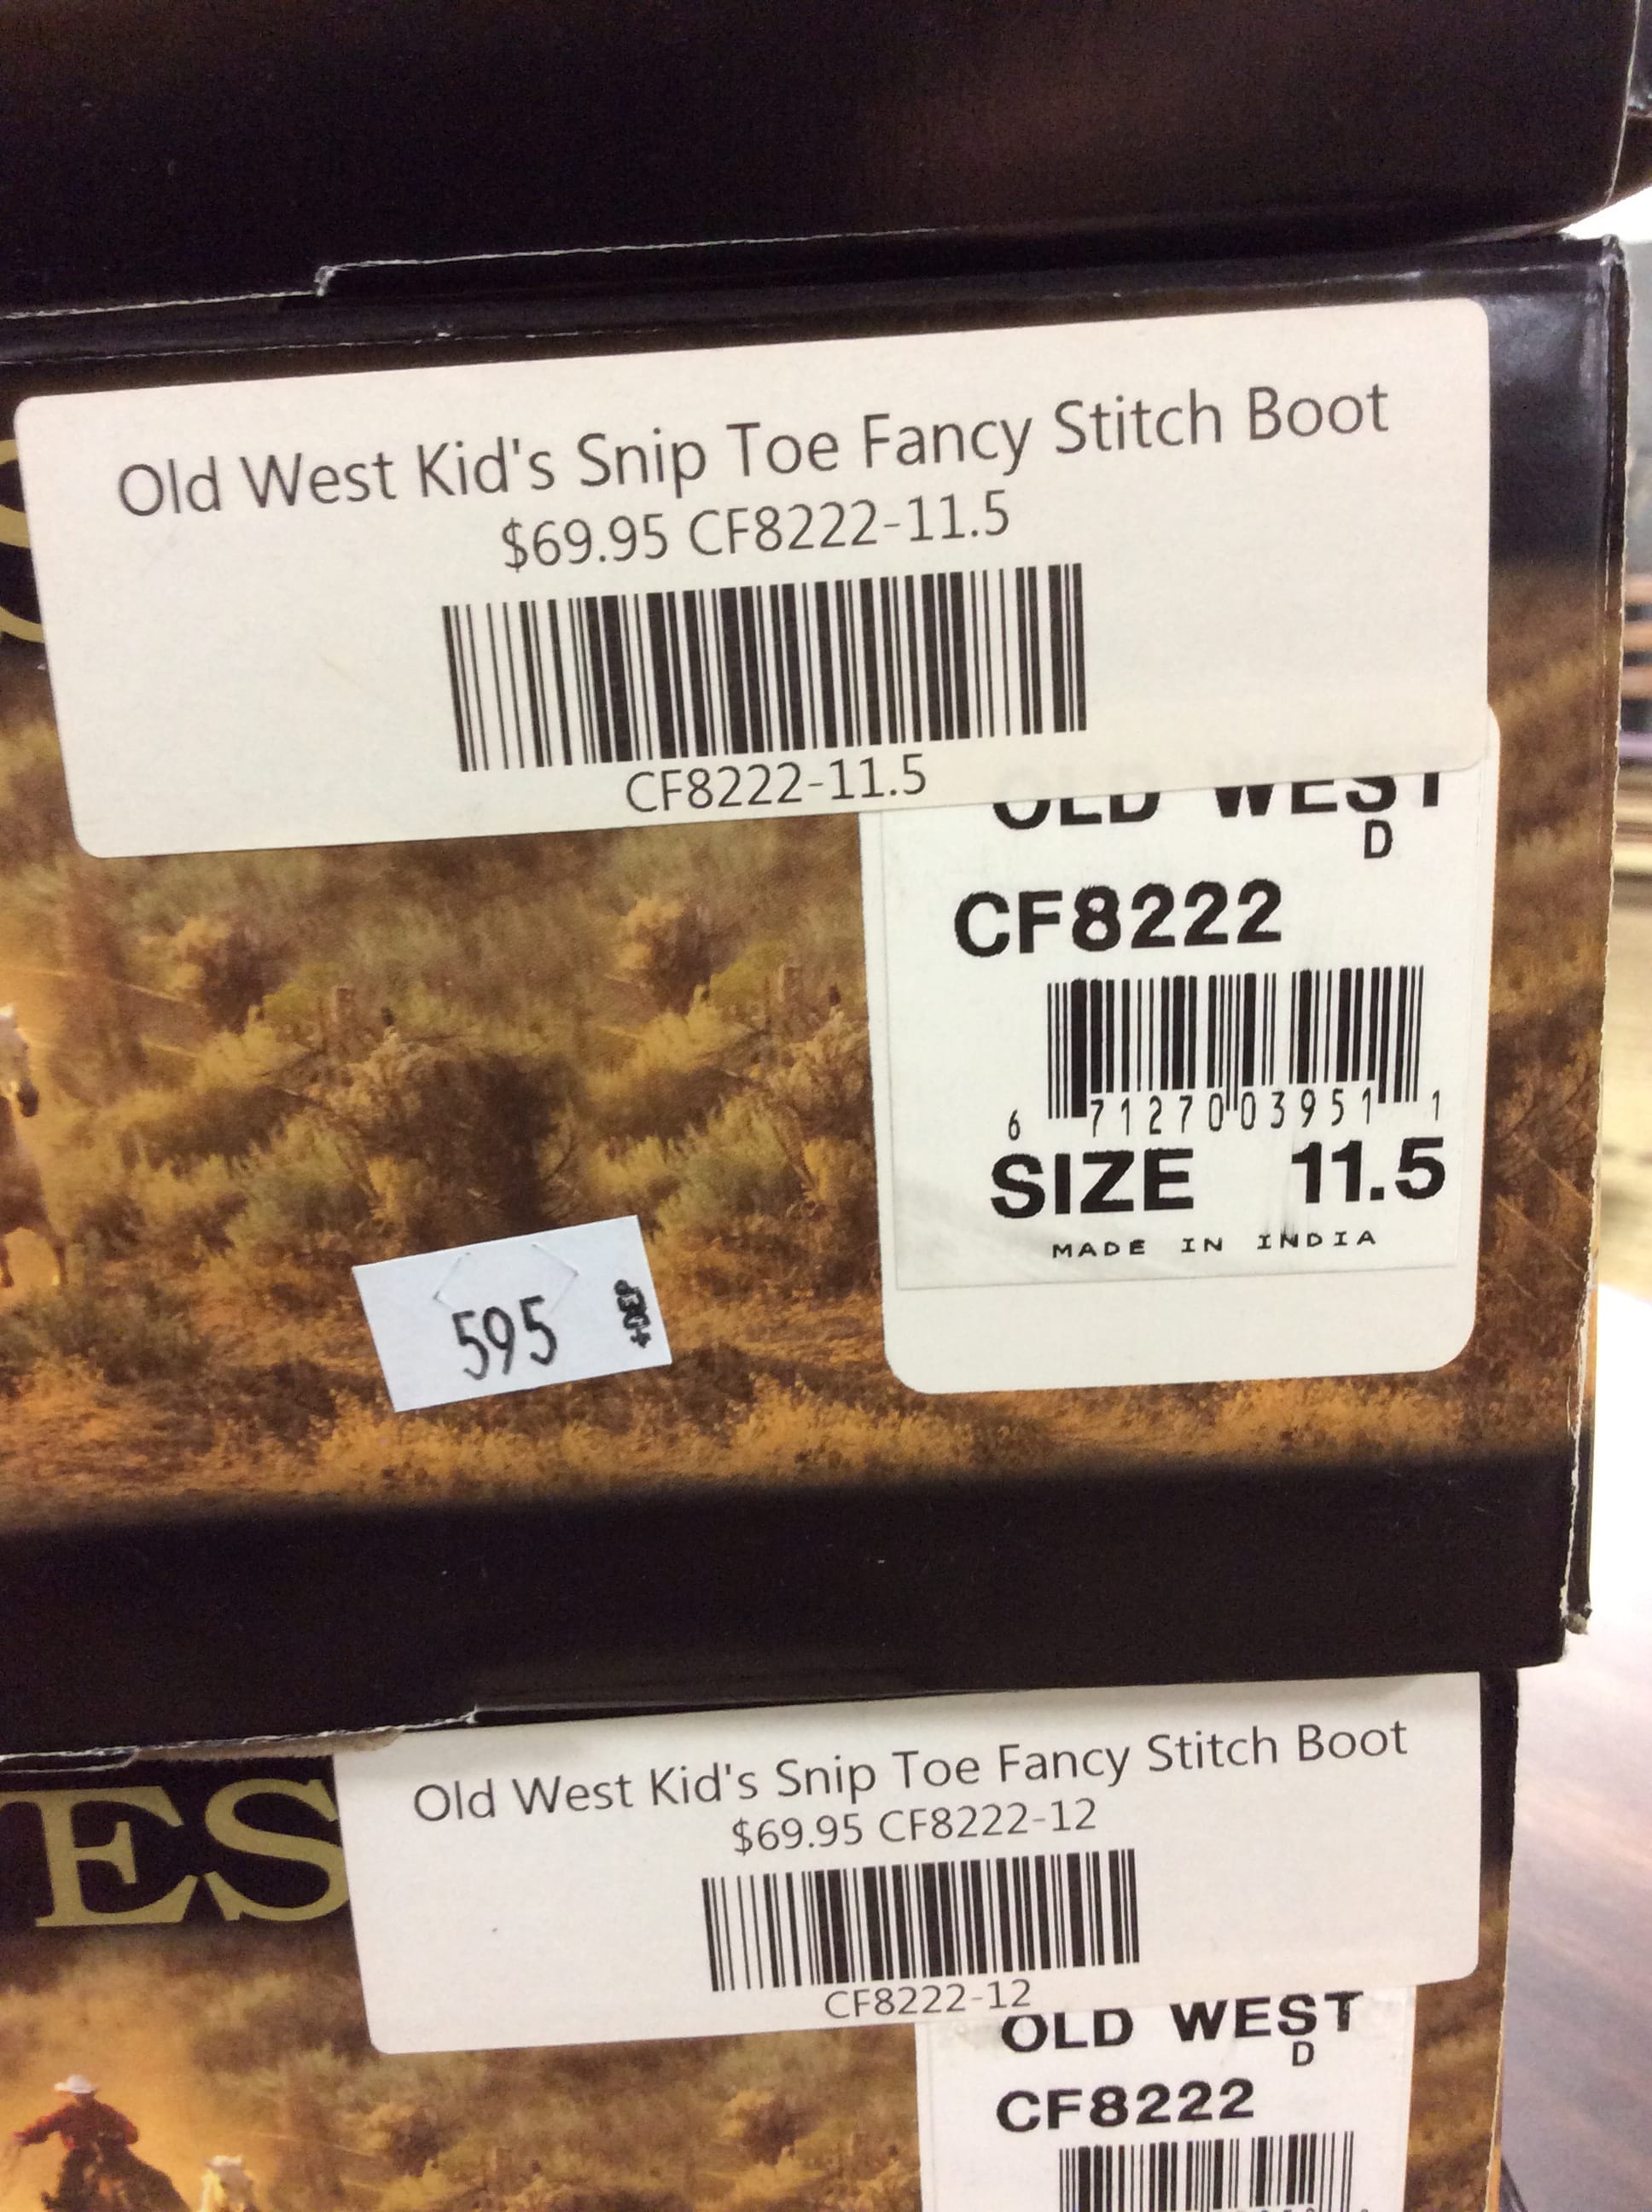 Old West Kid's Snip Toe Fancy Stitch Boot
$69.95 CF8222-11.5
CF8222-11.5
OLD WEST
D
CF8222
6 71270 03951 1
SIZE 11.5
MADE IN INDIA
595
ES
Old West Kid's Snip Toe Fancy Stitch Boot
$69.95 CF8222-12
CF8222-12
OLD WEST
D
CF8222